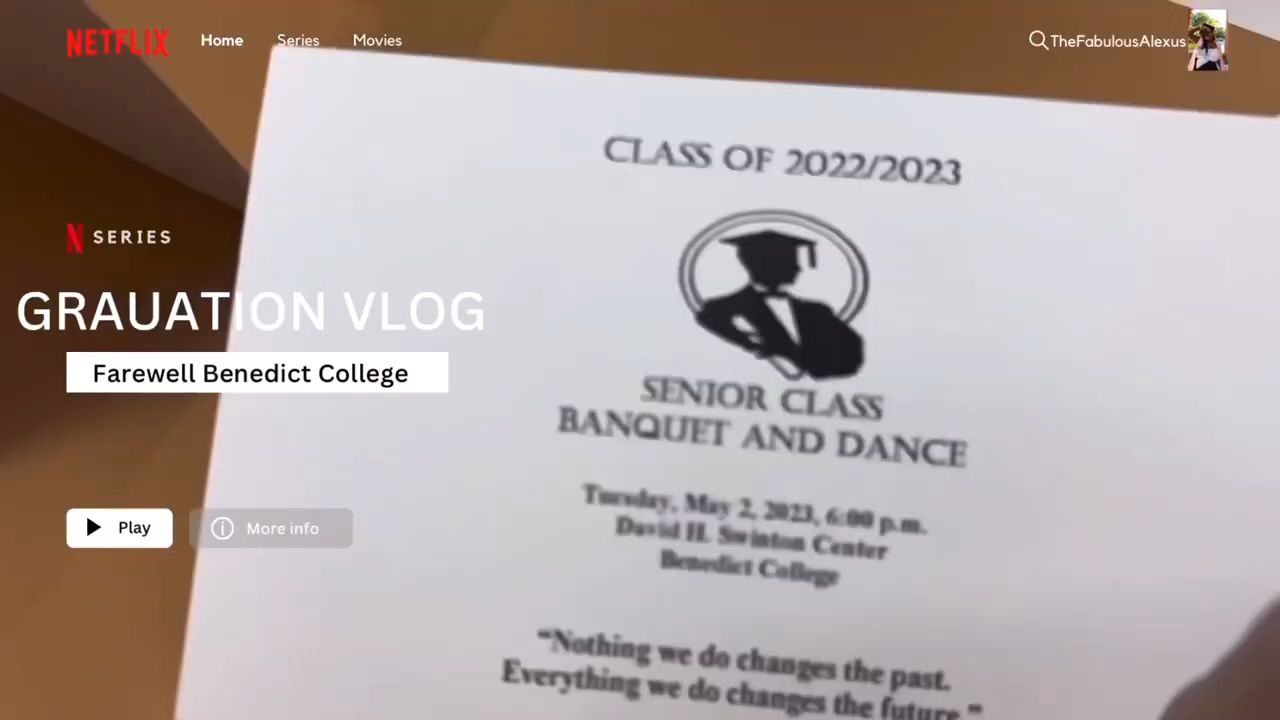 NETFLIX Home Series Movies TheFabulousAlexus
N SERIES
GRAUATION VLOG
Farewell Benedict College
Play More info
CLASS OF 2022/2023
SENIOR CLASS
BANQUET AND DANCE
Tuesday, May 2, 2023, 6:00 p.m.
David H. Swinton Center
Benedict College
“Nothing we do changes the past.
Everything we do changes the future.”